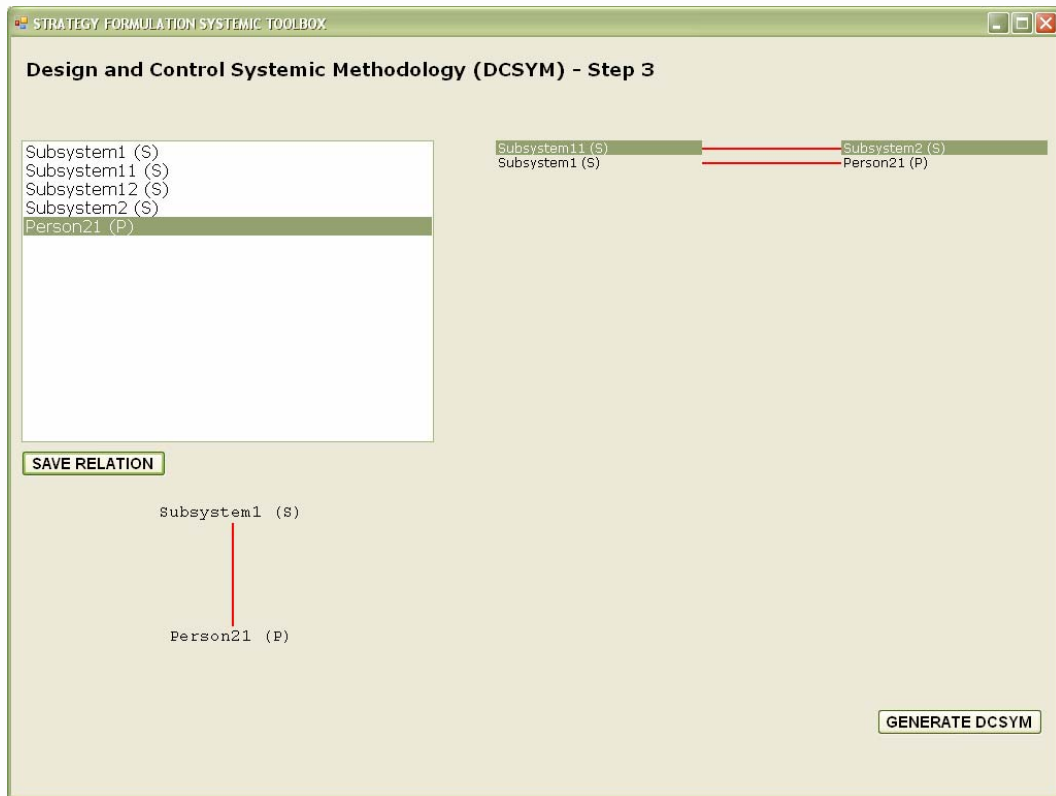 STRATEGY FORMULATION SYSTEMIC TOOLBOX
Design and Control Systemic Methodology (DCSYM) - Step 3
Subsystem1 (S)
Subsystem11 (S)
Subsystem12 (S)
Subsystem2 (S)
Person21 (P)
Subsystem11 (S) Subsystem2 (S)
Subsystem1 (S) Person21 (P)
SAVE RELATION
Subsystem1 (S)
Person21 (P)
GENERATE DCSYM